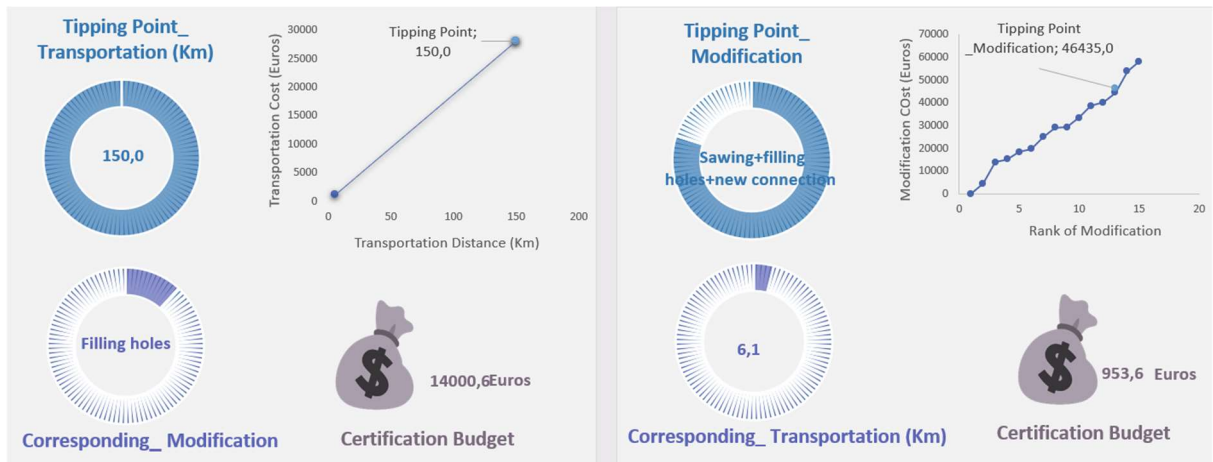 Tipping Point_
Transportation (Km)
150,0
Transportation Cost (Euros)
30000
25000
20000
15000
10000
5000
0
Tipping Point;
150,0
0 50 100 150 200
Transportation Distance (Km)
Filling holes
Corresponding_ Modification
$
14000,6Euros
Certification Budget
Tipping Point_
Modification
Sawing+filling
holes+new connection
Modification COst (Euros)
70000
60000
50000
40000
30000
20000
10000
0
Tipping Point
_Modification; 46435,0
0 5 10 15 20
Rank of Modification
6,1
Corresponding_ Transportation (Km)
$
953,6 Euros
Certification Budget